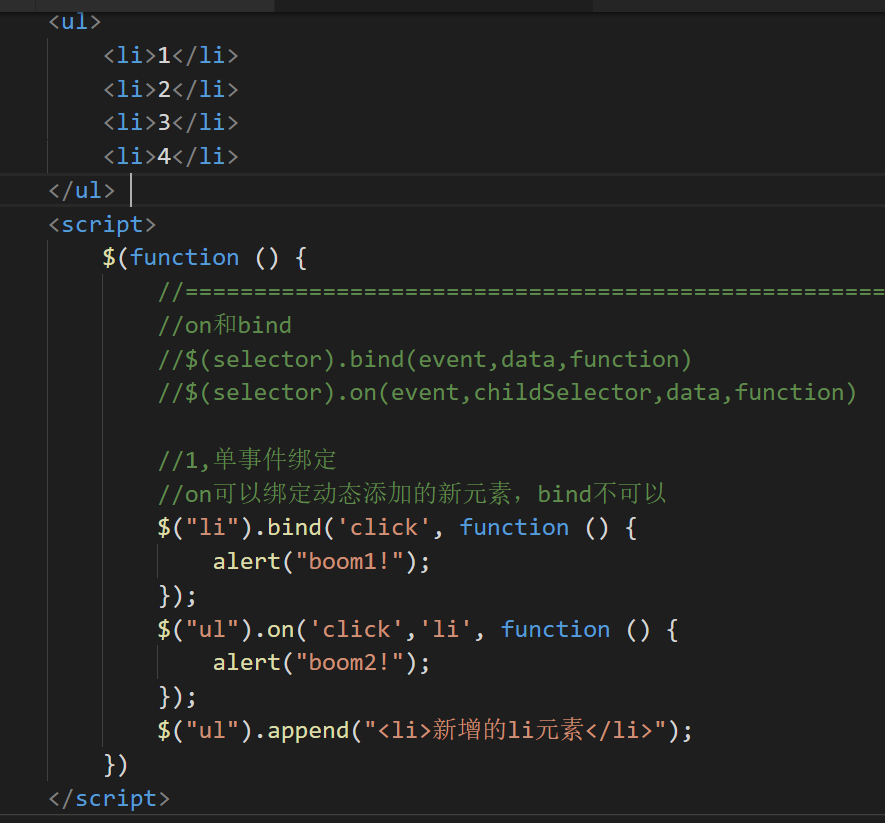 <ul>
<li>1</li>
<li>2</li>
<li>3</li>
<li>4</li>
</ul>
<script>
$(function () {
//===================================================
//on和bind
//$(selector).bind(event,data,function)
//$(selector).on(event,childSelector,data,function)
//1,单事件绑定
//on可以绑定动态添加的新元素，bind不可以
$("li").bind('click', function () {
alert("boom1!");
});
$("ul").on('click','li', function () {
alert("boom2!");
});
$("ul").append("<li>新增的li元素</li>");
})
</script>